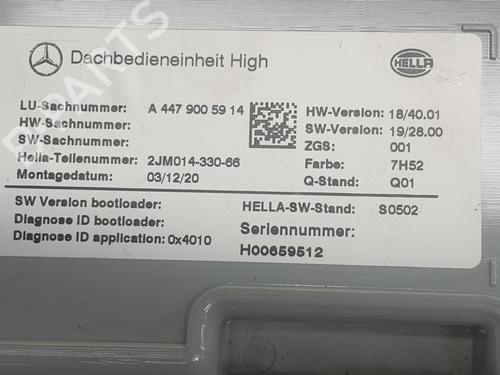 Dachbedieneinheit High
HELLA
LU-Sachnummer: A 447 900 59 14
HW-Sachnummer:
SW-Sachnummer:
Hella-Teilenummer: 2JM014-330-66
Montagedatum: 03/12/20
HW-Version: 18/40.01
SW-Version: 19/28.00
ZGS: 001
Farbe: 7H52
Q-Stand: Q01
SW Version bootloader:
Diagnose ID bootloader:
Diagnose ID application: 0x4010
HELLA-SW-Stand: S0502
Seriennummer:
H00659512
B-PARTS